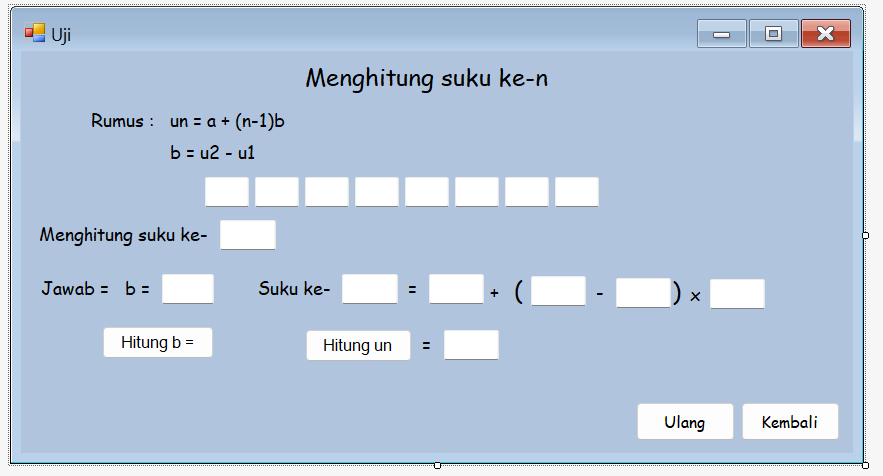 Uji
Menghitung suku ke-n
Rumus : un = a + (n-1)b
b = u2 - u1
Menghitung suku ke-
Jawab = b = Suku ke- = + ( - ) x
Hitung b = Hitung un =
Ulang Kembali